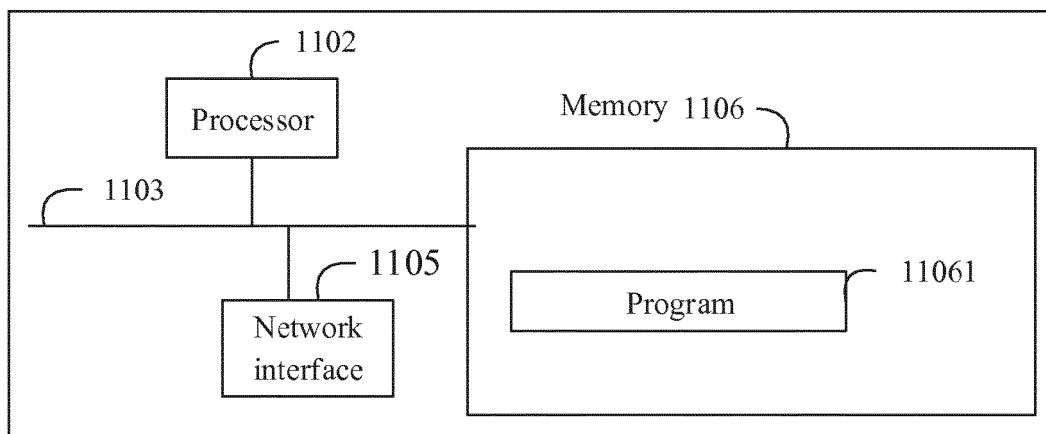 1102
Processor
Memory 1106
1103
1105
11061
Program
Network
interface